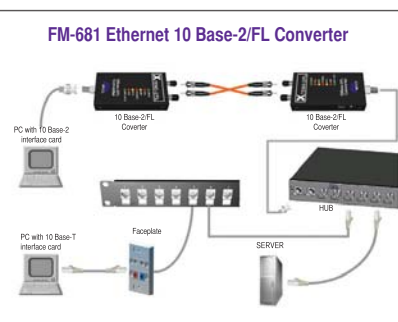 FM-681 Ethernet 10 Base-2/FL Converter
10 Base-2/FL
Coverter
10 Base-2/FL
Coverter
PC with 10 Base-2
interface card
HUB
PC with 10 Base-T
interface card
Faceplate
SERVER